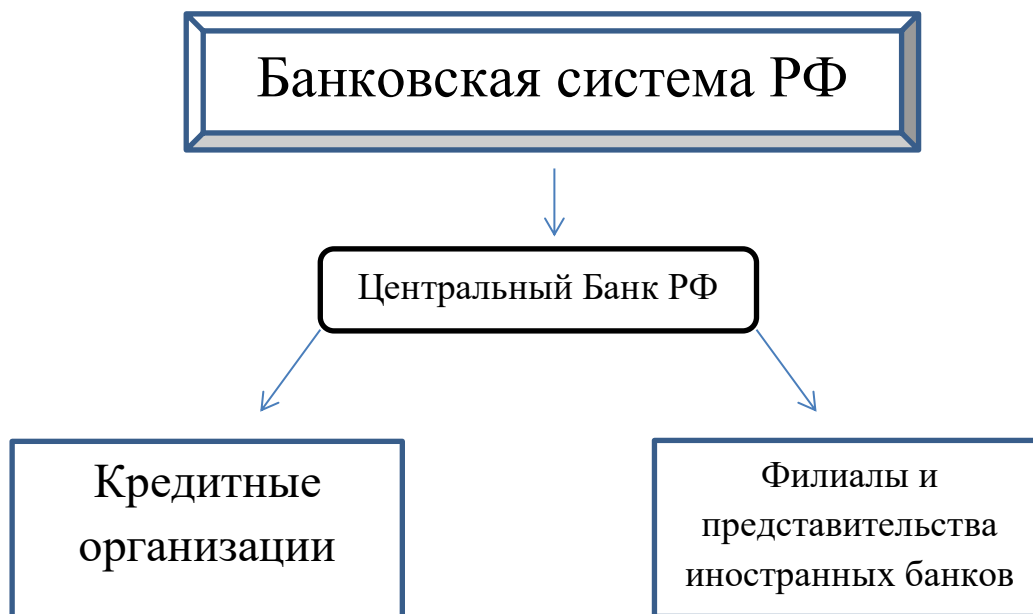 Банковская система РФ
Центральный Банк РФ
Кредитные
организации
Филиалы и
представительства
иностранных банков